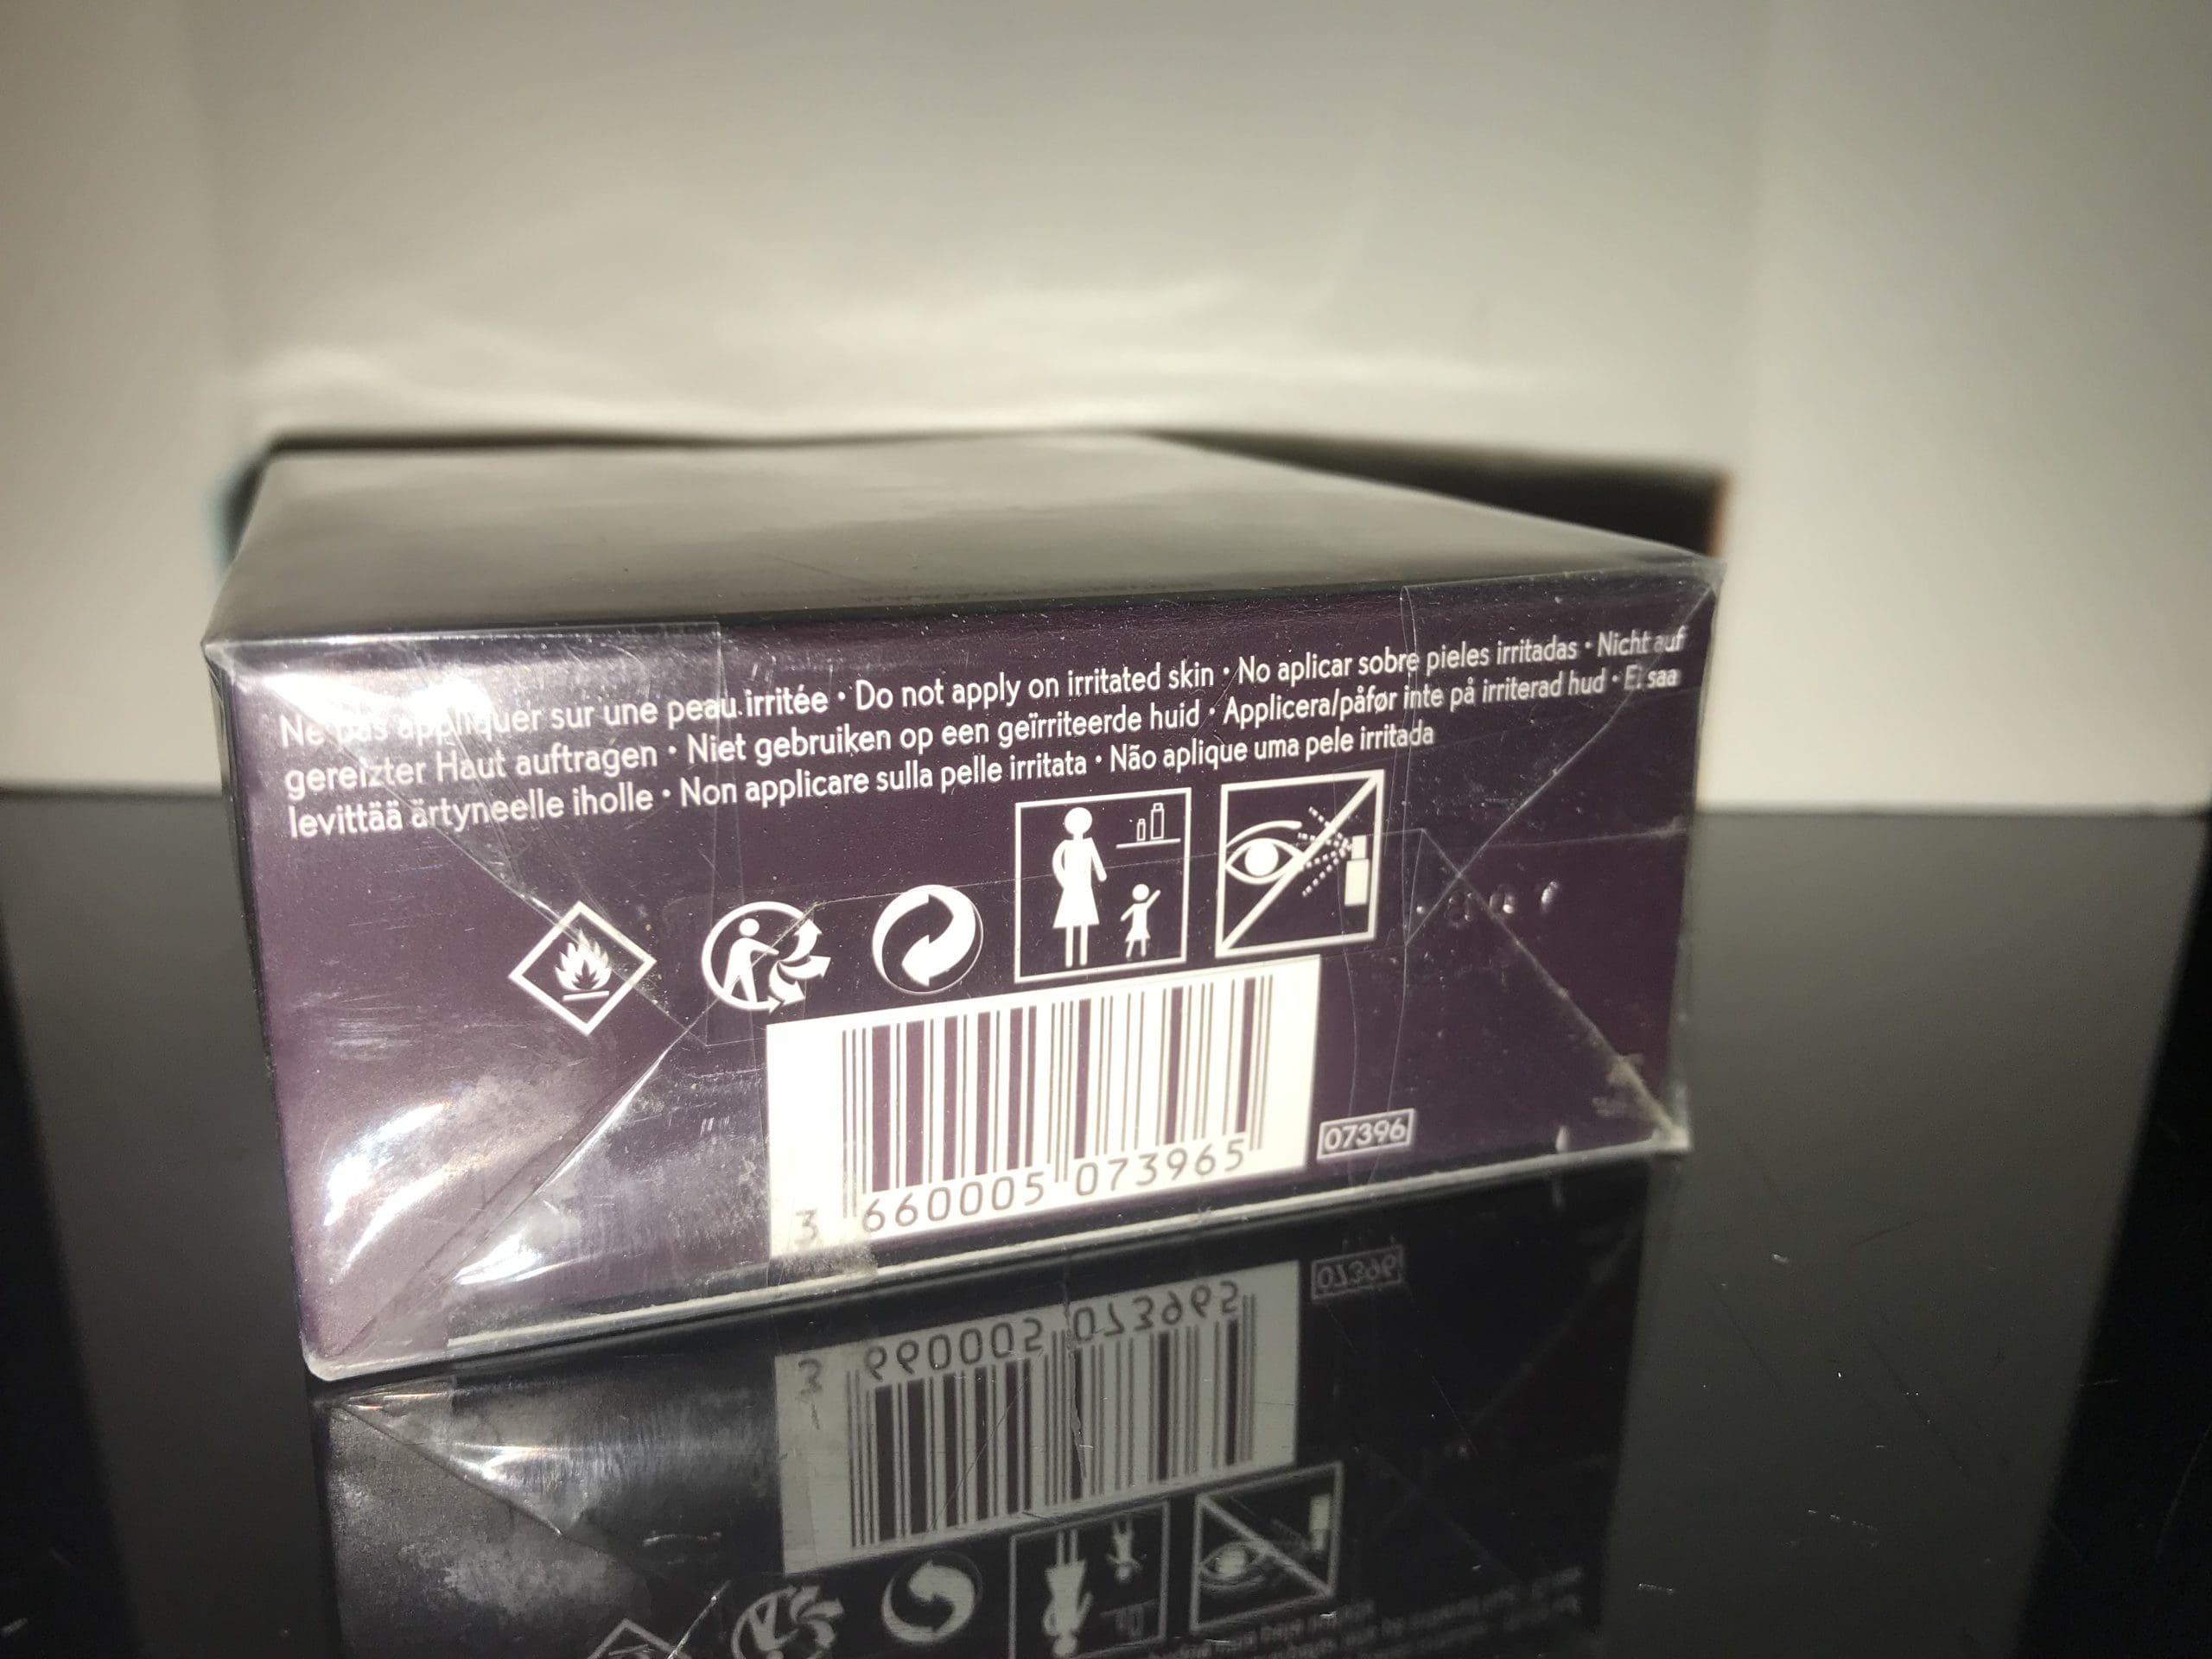 Ne pas appliquer sur une peau irritée • Do not apply on irritated skin • No aplicar sobre pieles irritadas • Nicht auf
gereizter Haut auftragen • Niet gebruiken op een geïrriteerde huid • Applicera/påfør inte på irriterad hud • Ei saa
levittää ärtyneelle iholle • Non applicare sulla pelle irritata • Não aplique uma pele irritada
07396
3 660005 073965